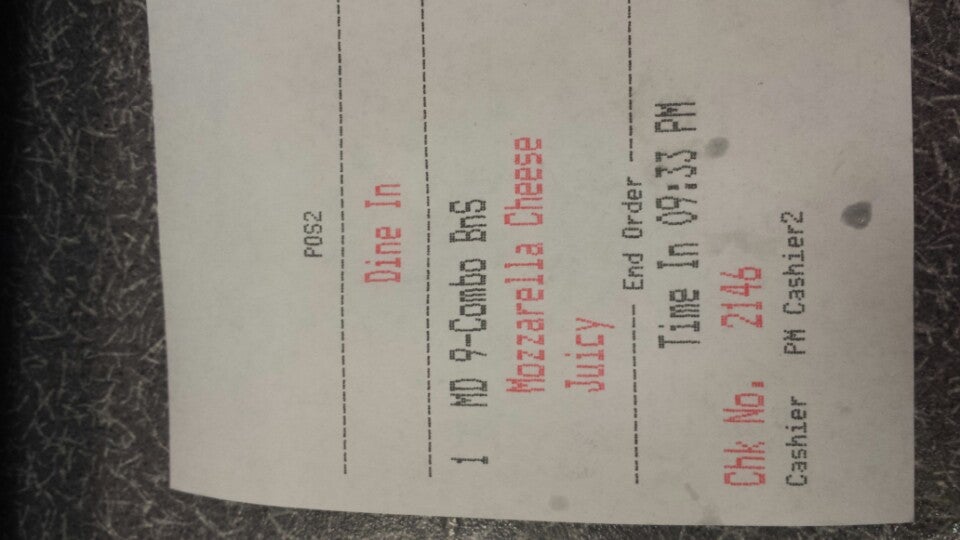 POS2
--------------------------------
Dine In
--------------------------------
1 MD 9-Combo BnS
Mozzarella Cheese
Juicy
------------ End Order ------------
Time In 09:33 PM
Chk No. 2146
Cashier PM Cashier2